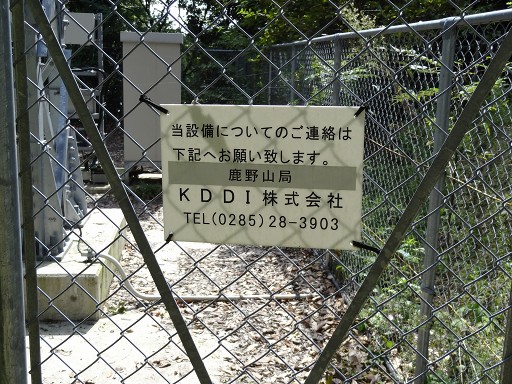 当設備についてのご連絡は
下記へお願い致します。
鹿野山局
KDDI株式会社
TEL(0285)28-3903